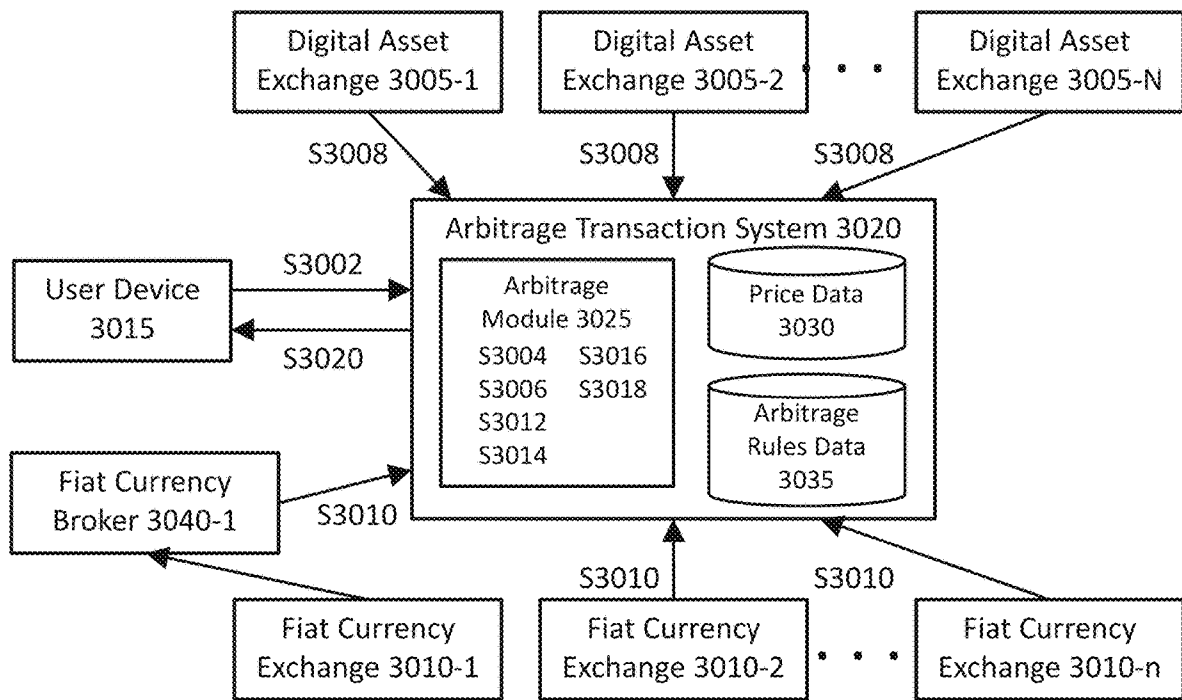 Digital Asset
Exchange 3005-1
Digital Asset
Exchange 3005-2
Digital Asset
Exchange 3005-N
S3008
S3008
S3008
Arbitrage Transaction System 3020
User Device
3015
S3002
S3020
Arbitrage
Module 3025
S3004 S3016
S3006 S3018
S3012
S3014
Price Data
3030
Arbitrage
Rules Data
3035
Fiat Currency
Broker 3040-1
S3010
S3010
S3010
Fiat Currency
Exchange 3010-1
Fiat Currency
Exchange 3010-2
Fiat Currency
Exchange 3010-n